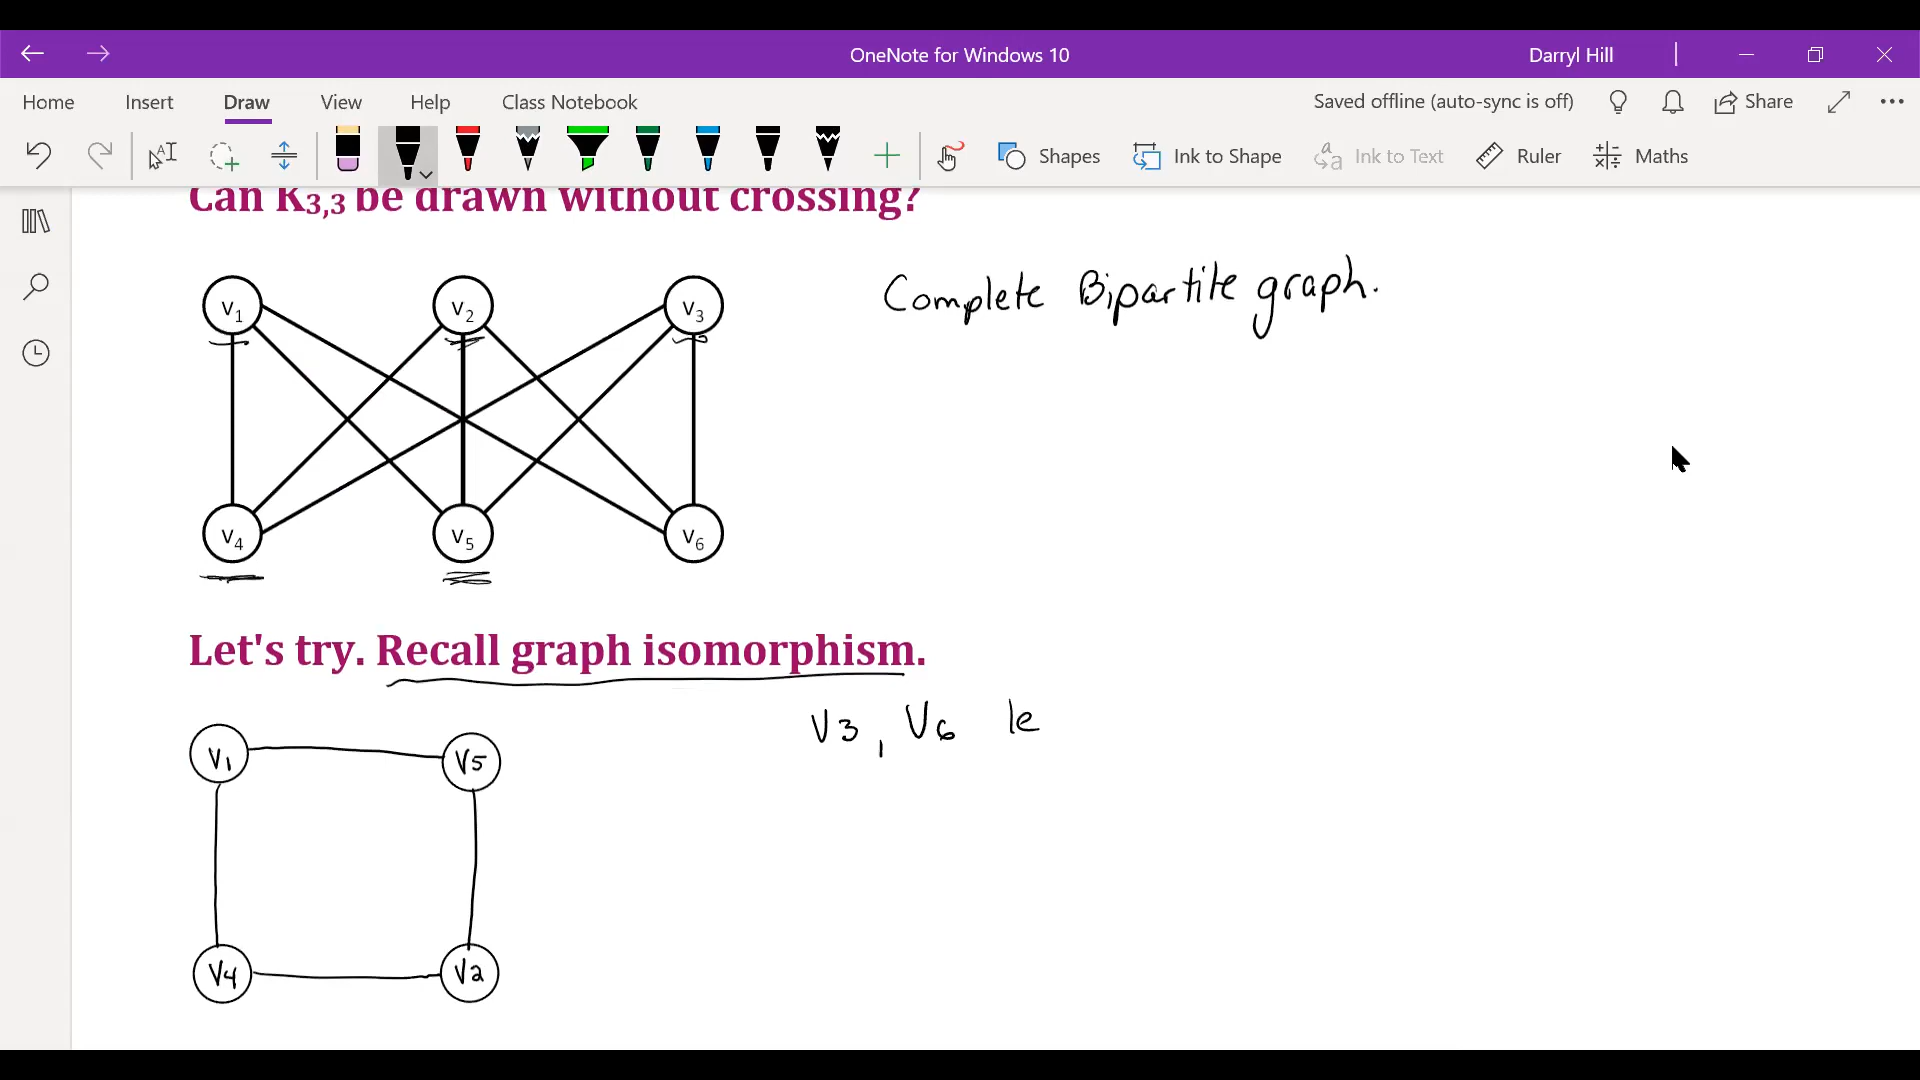 OneNote for Windows 10
Darryl Hill
Home Insert Draw View Help Class Notebook
Saved offline (auto-sync is off) Share
Shapes Ink to Shape Ink to Text Ruler Maths
Can K3,3 be drawn without crossing?
Complete Bipartite graph.
v1 v2 v3
v4 v5 v6
Let's try. Recall graph isomorphism.
V3, V6 le
V1 V5
V4 V2